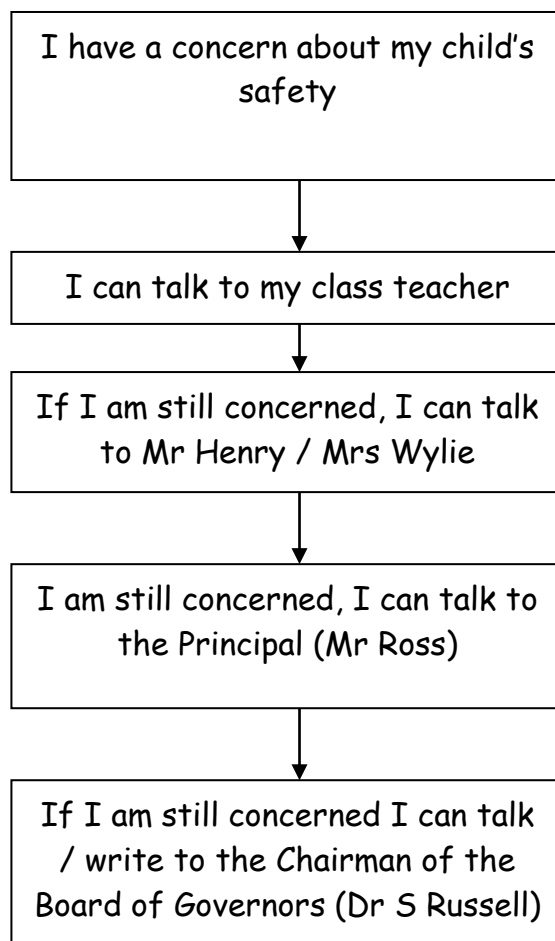 I have a concern about my child's
safety
I can talk to my class teacher
If I am still concerned, I can talk
to Mr Henry / Mrs Wylie
I am still concerned, I can talk to
the Principal (Mr Ross)
If I am still concerned I can talk
/ write to the Chairman of the
Board of Governors (Dr S Russell)